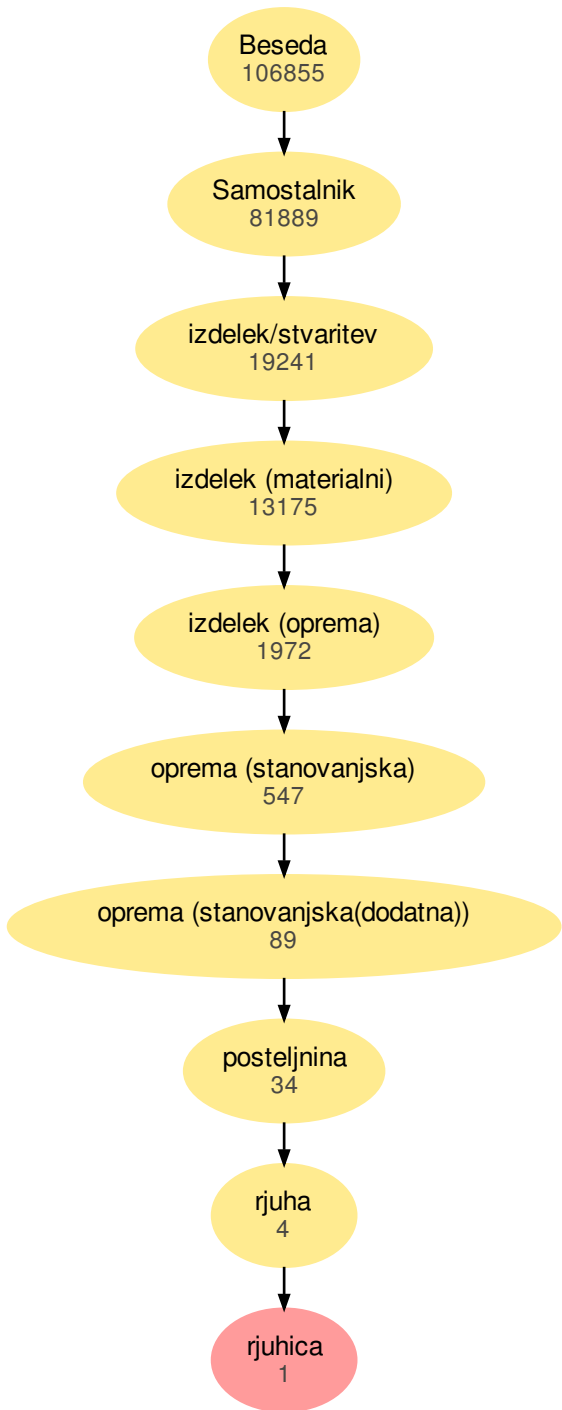 Beseda
106855
Samostalnik
81889
izdelek/stvaritev
19241
izdelek (materialni)
13175
izdelek (oprema)
1972
oprema (stanovanjska)
547
oprema (stanovanjska(dodatna))
89
posteljnina
34
rjuha
4
rjuhica
1